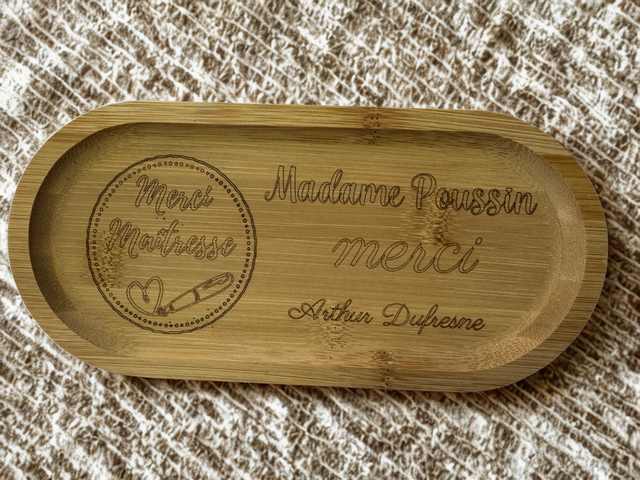 Merci
Maîtresse
Madame Poussin
merci
Arthur Dufresne